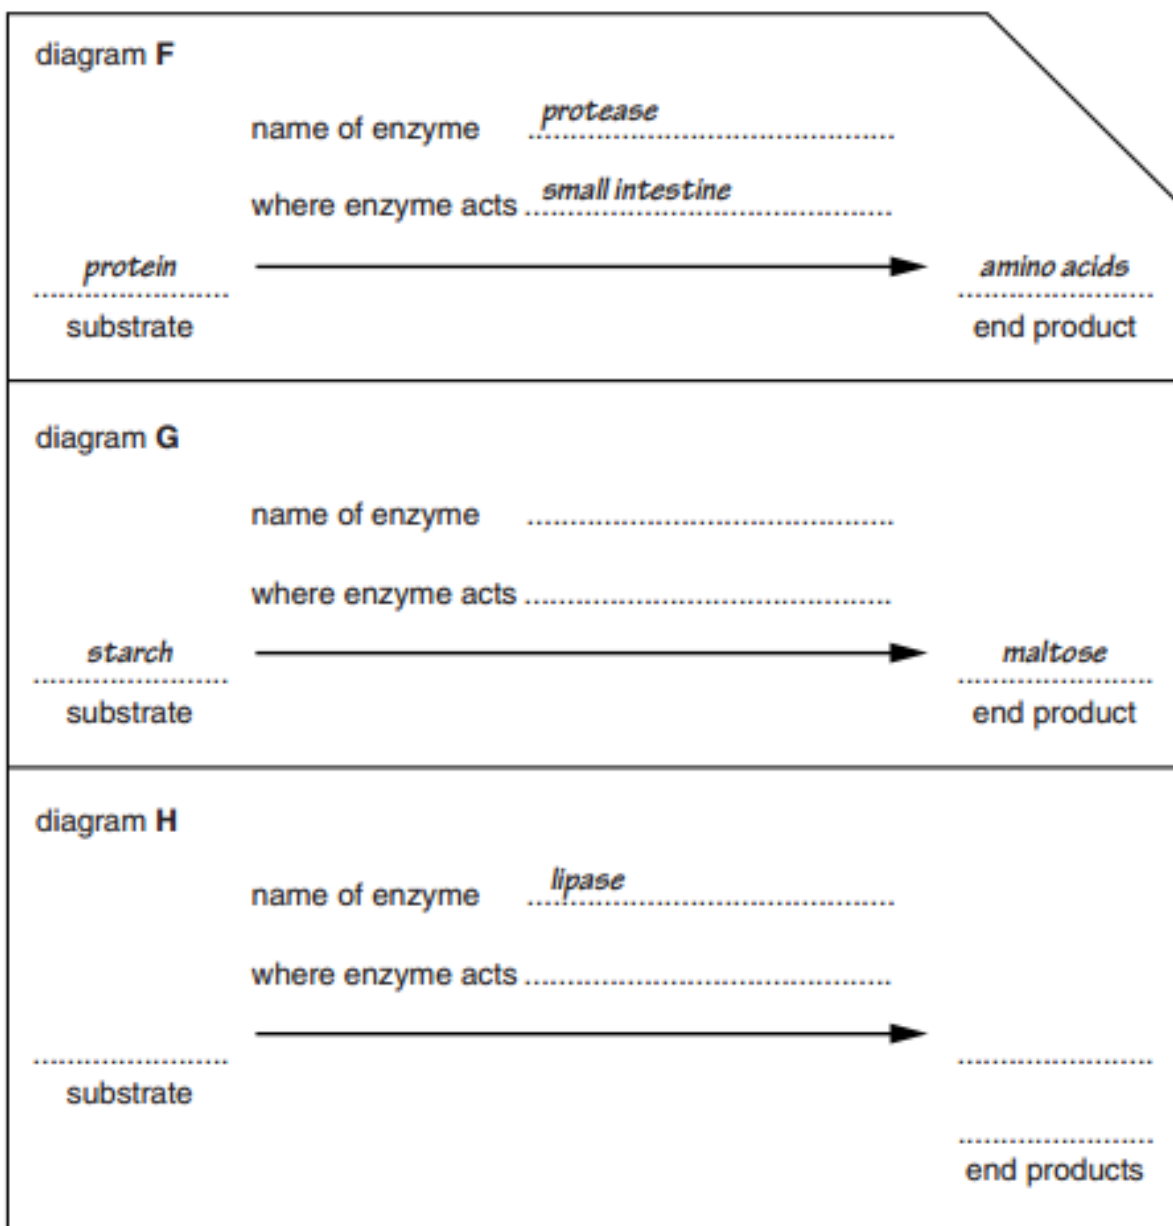 diagram F
name of enzyme protease
where enzyme acts small intestine
protein amino acids
substrate end product
diagram G
name of enzyme
where enzyme acts
starch maltose
substrate end product
diagram H
name of enzyme lipase
where enzyme acts
substrate
end products